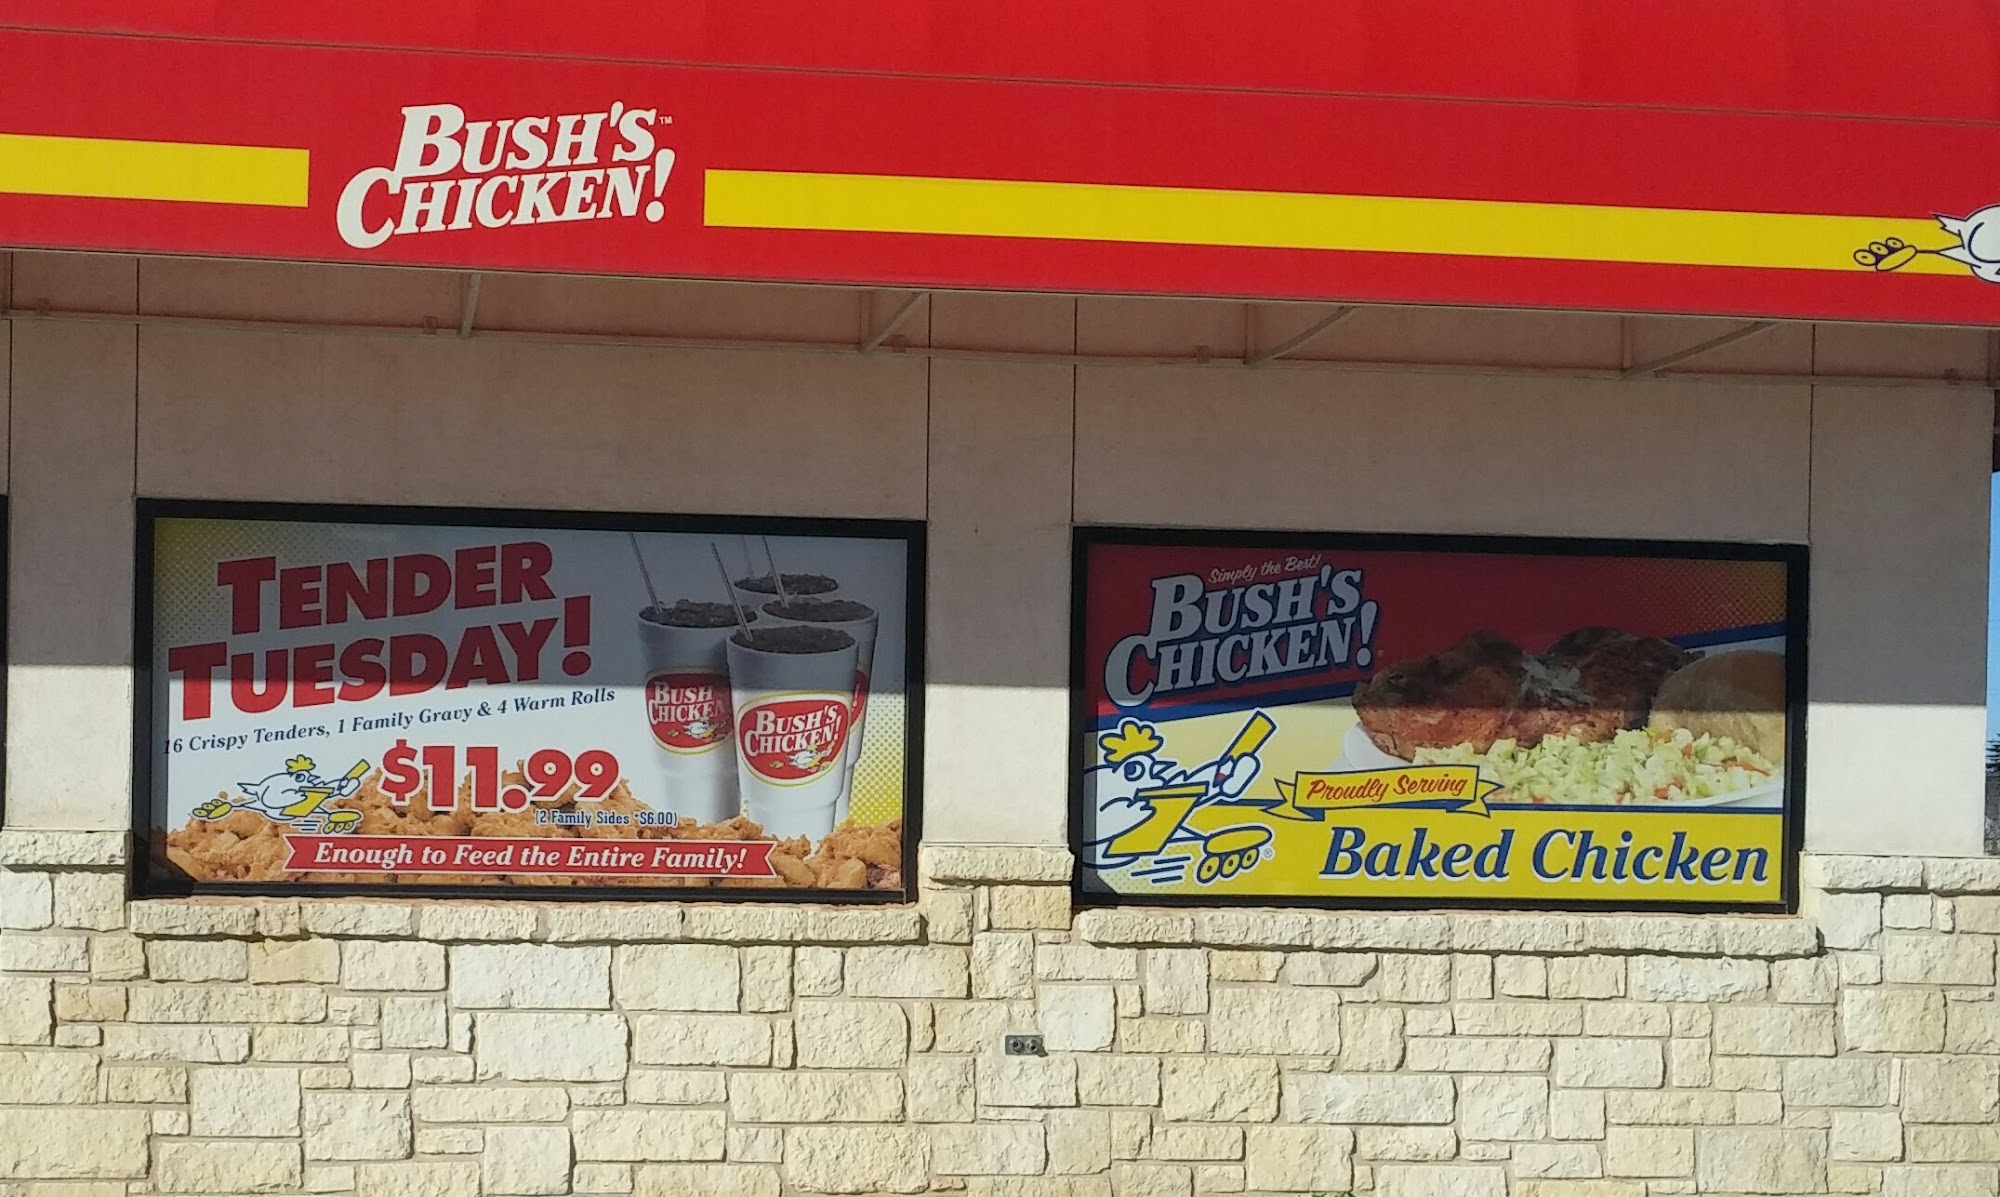 BUSH'S™
CHICKEN!
TENDER
TUESDAY!
16 Crispy Tenders, 1 Family Gravy & 4 Warm Rolls
$11.99
(2 Family Sides *$6.00)
Enough to Feed the Entire Family!
BUSH'
CHICKEN
BUSH'S
CHICKEN!
Simply the Best!
BUSH'S
CHICKEN!
Proudly Serving
Baked Chicken
®